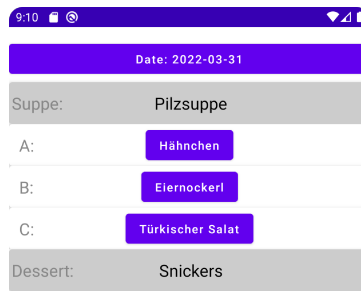 9:10
Date: 2022-03-31
Suppe: Pilzsuppe
A: Hähnchen
B: Eiernockerl
C: Türkischer Salat
Dessert: Snickers